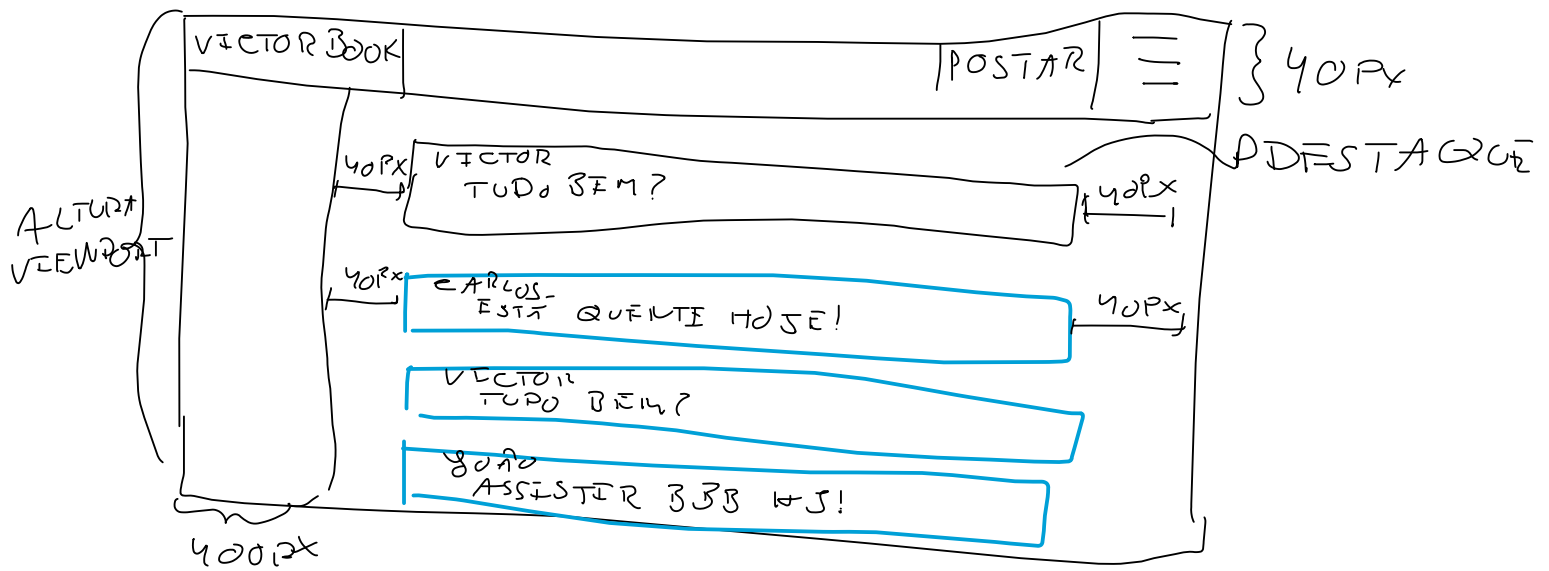 VICTORBOOK
POSTAR
40PX
40PX
VICTOR
TUDO BEM?
40PX
DESTAQUE
ALTURA
VIEWPORT
40PX
CARLOS
ESTÁ QUENTE HOJE!
40PX
VICTOR
TUDO BEM?
JOÃO
ASSISTIR BBB HJ!
400PX